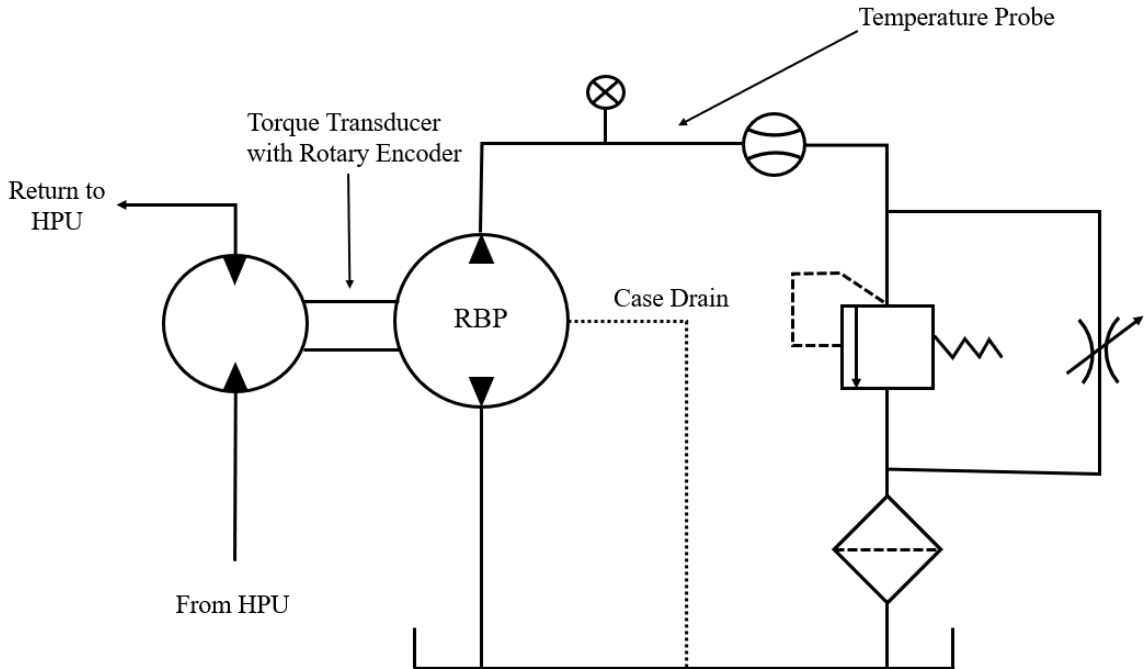 Temperature Probe
Torque Transducer
with Rotary Encoder
Return to
HPU
RBP
Case Drain
From HPU